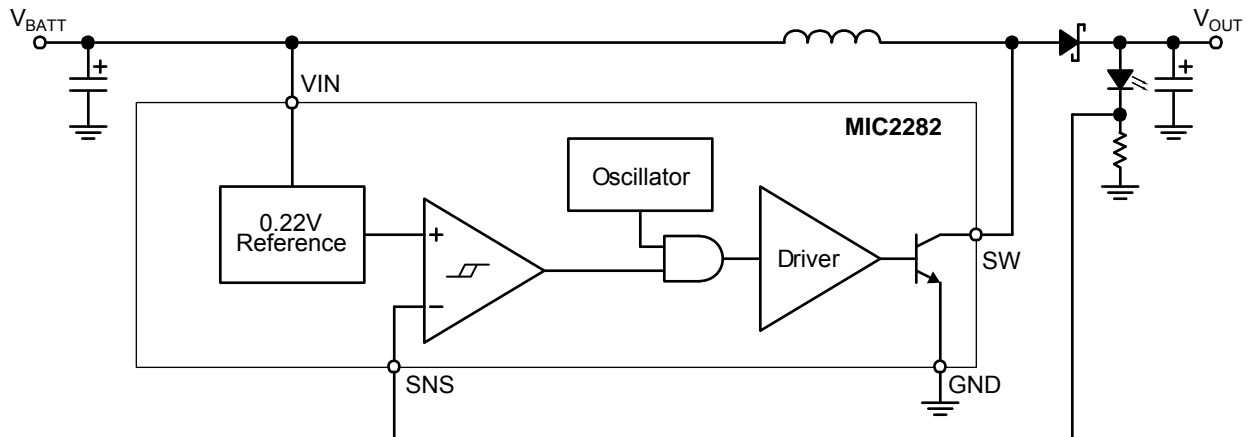 VBATT
VOUT
+
+
VIN
MIC2282
Oscillator
0.22V
Reference
+
−
Driver
SW
SNS
GND